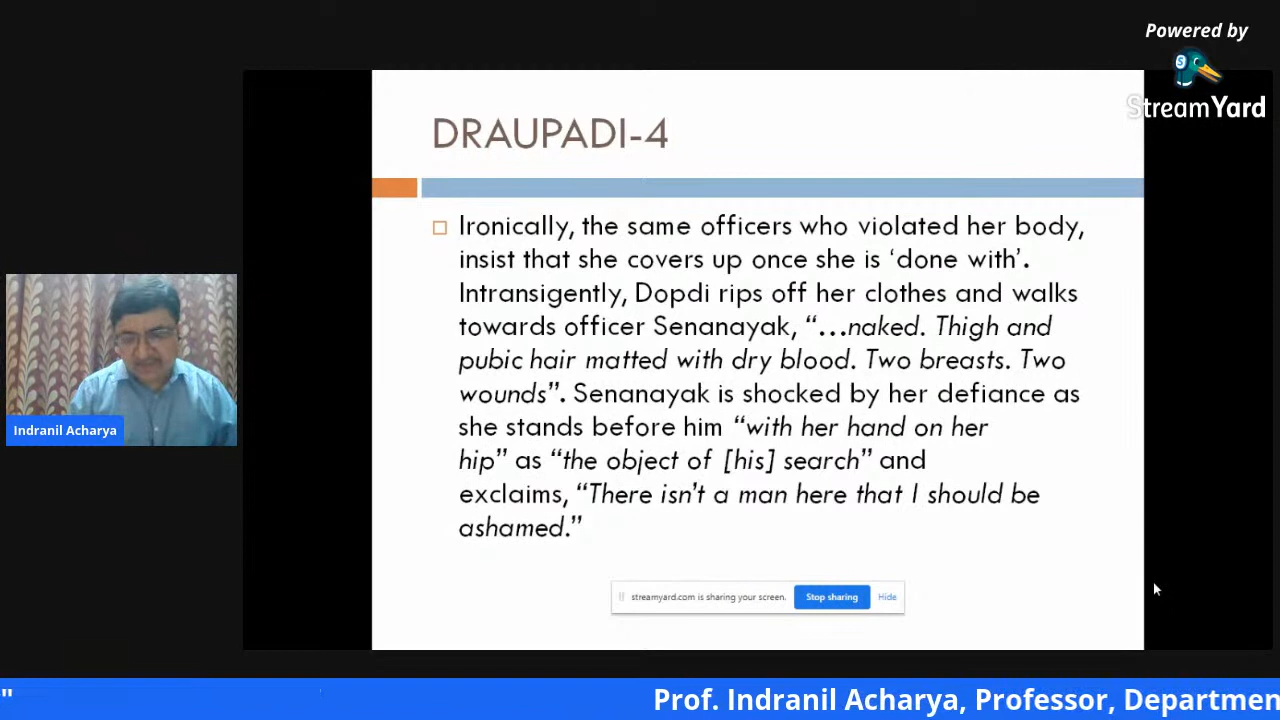 Powered by
StreamYard
DRAUPADI-4
Ironically, the same officers who violated her body,
insist that she covers up once she is ‘done with’.
Intransigently, Dopdi rips off her clothes and walks
towards officer Senanayak, “...naked. Thigh and
pubic hair matted with dry blood. Two breasts. Two
wounds”. Senanayak is shocked by her defiance as
she stands before him “with her hand on her
hip” as “the object of [his] search” and
exclaims, “There isn’t a man here that I should be
ashamed.”
Indranil Acharya
streamyard.com is sharing your screen. Stop sharing Hide
" Prof. Indranil Acharya, Professor, Departmen